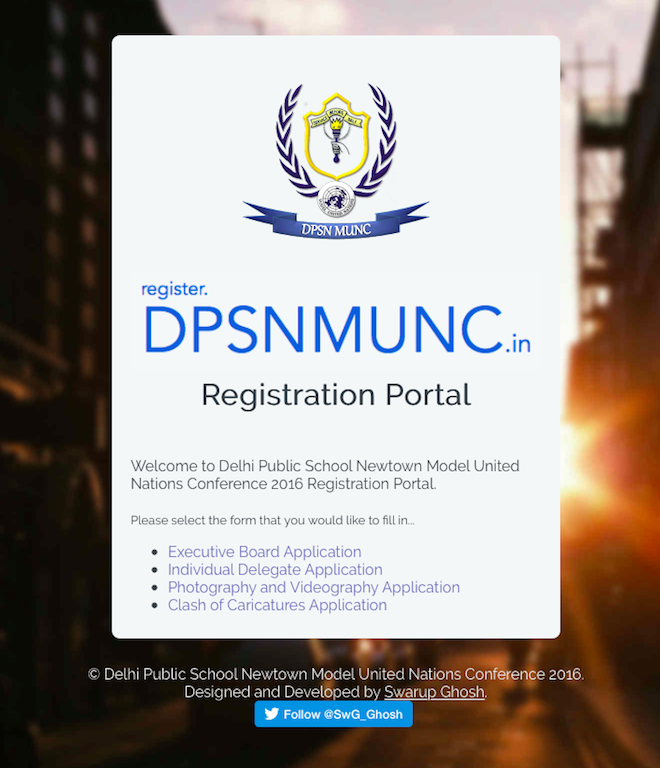 DPSN MUNC
register.
DPSNMUNC.in
Registration Portal
Welcome to Delhi Public School Newtown Model United
Nations Conference 2016 Registration Portal.
Please select the form that you would like to fill in...
Executive Board Application
Individual Delegate Application
Photography and Videography Application
Clash of Caricatures Application
© Delhi Public School Newtown Model United Nations Conference 2016.
Designed and Developed by Swarup Ghosh.
Follow @SwG_Ghosh